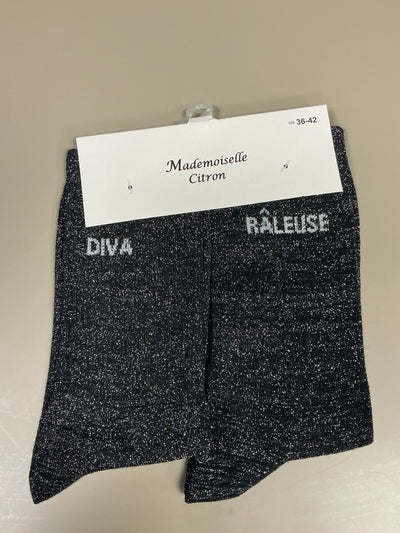 36-42
Mademoiselle
Citron
DIVA
RÂLEUSE